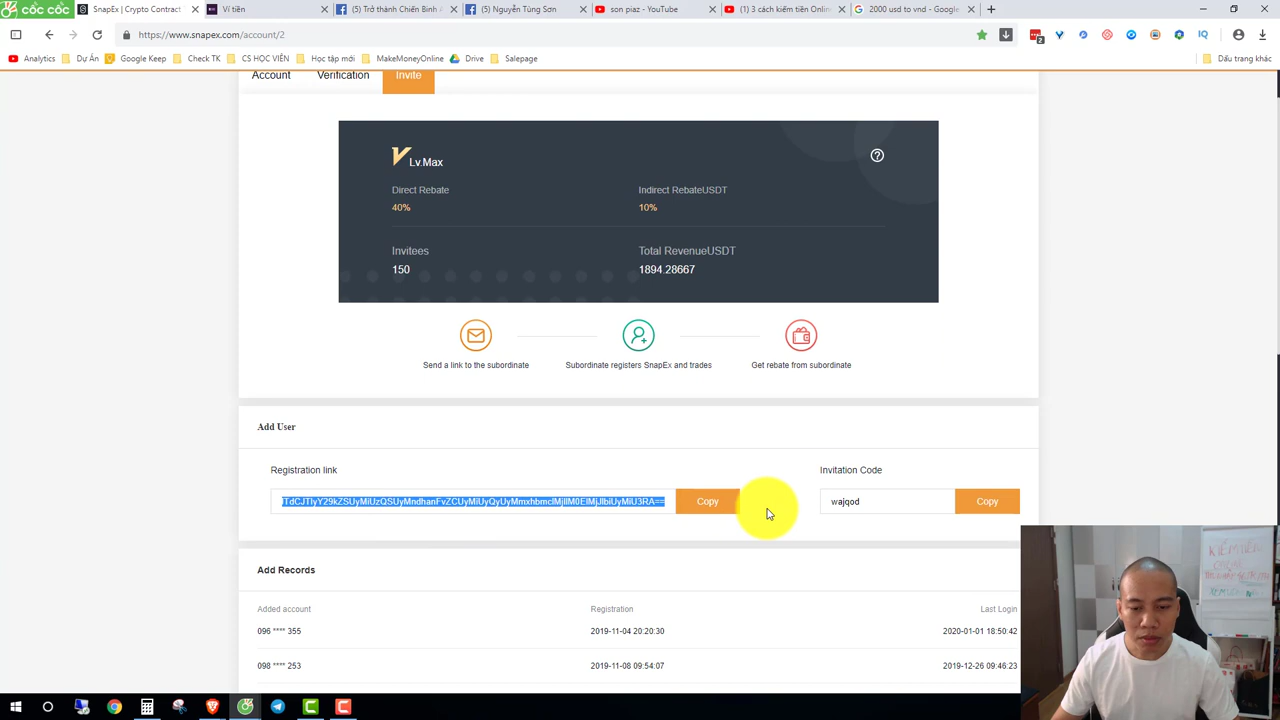 cốc cốc
SnapEx | Crypto Contract
Ví tiền
(5) Trở thành Chiến Binh A
(5) Nguyễn Tùng Sơn
son piaz - YouTube
(1) 3 cách kiếm tiền Online
2000 usd to vnd - Google
https://www.snapex.com/account/2
2
IQ
Analytics
Dự Án
Google Keep
Check TK
CS HỌC VIÊN
Học tập mới
MakeMoneyOnline
Drive
Salepage
Dấu trang khác
Account
Verification
Invite
Lv.Max
Direct Rebate
Indirect RebateUSDT
40%
10%
Invitees
Total RevenueUSDT
150
1894.28667
Send a link to the subordinate
Subordinate registers SnapEx and trades
Get rebate from subordinate
Add User
Registration link
Invitation Code
Copy
wajqod
Copy
Add Records
Added account
Registration
Last Login
096 **** 355
2019-11-04 20:20:30
2020-01-01 18:50:42
098 **** 253
2019-11-08 09:54:07
2019-12-26 09:46:23
KIẾM TIỀN